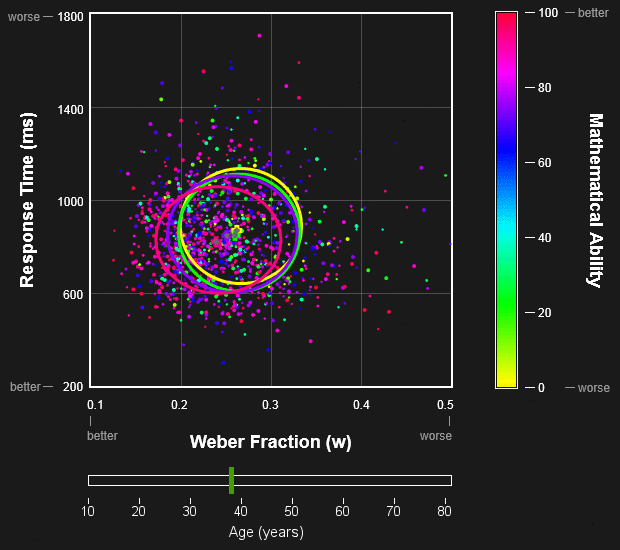 worse
1800
1400
1000
600
better
200
Response Time (ms)
0.1
0.2
0.3
0.4
0.5
better
worse
Weber Fraction (w)
10
20
30
40
50
60
70
80
Age (years)
100
better
80
60
40
20
0
worse
Mathematical Ability